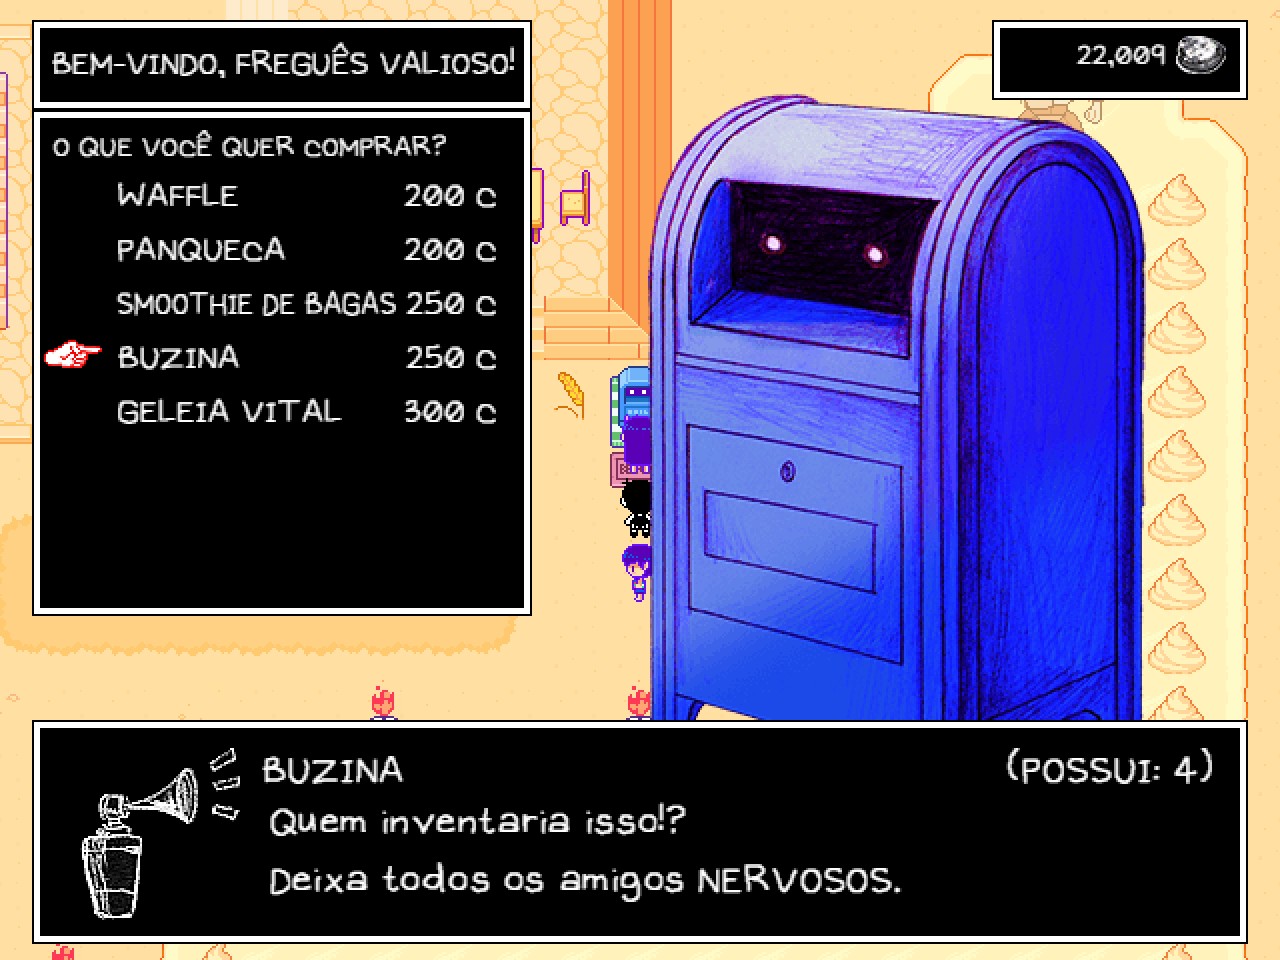 BEM-VINDO, FREGUÊS VALIOSO!
22,009
O QUE VOCÊ QUER COMPRAR?
WAFFLE 200 C
PANQUECA 200 C
SMOOTHIE DE BAGAS 250 C
BUZINA 250 C
GELEIA VITAL 300 C
BUZINA (POSSUI: 4)
Quem inventaria isso!?
Deixa todos os amigos NERVOSOS.